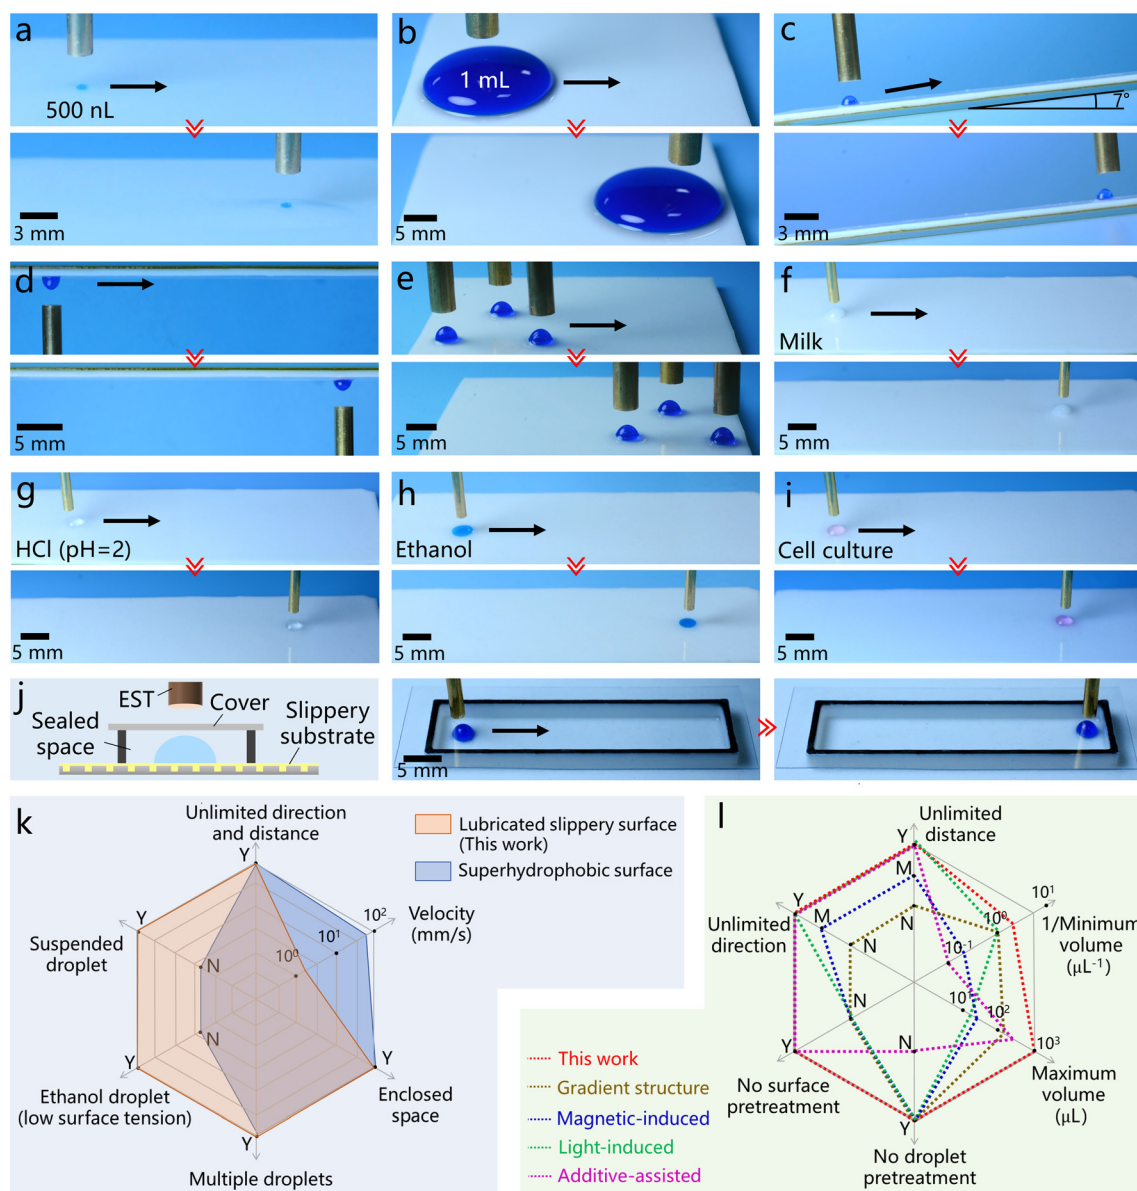 a
500 nL
3 mm
b
1 mL
5 mm
c
7°
3 mm
d
5 mm
e
5 mm
f
Milk
5 mm
g
HCl (pH=2)
5 mm
h
Ethanol
5 mm
i
Cell culture
5 mm
j
EST
Cover
Sealed
space
Slippery
substrate
5 mm
k
Unlimited direction
and distance
Y
Lubricated slippery surface
(This work)
Superhydrophobic surface
Velocity
(mm/s)
10²
10¹
10⁰
Y
Suspended
droplet
N
N
Y
Y
Ethanol droplet
(low surface tension)
Enclosed
space
Y
Multiple droplets
l
Unlimited
distance
Y
M
N
Y
M
N
Unlimited
direction
10¹
10⁰
10⁻¹
1/Minimum
volume
(μL⁻¹)
N
10¹
10²
10³
Y
N
Maximum
volume
(μL)
No surface
pretreatment
Y
No droplet
pretreatment
This work
Gradient structure
Magnetic-induced
Light-induced
Additive-assisted